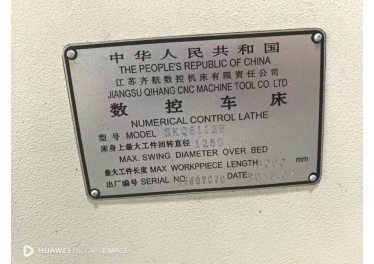 中华人民共和国
THE PEOPLE'S REPUBLIC OF CHINA
江苏齐航数控机床有限责任公司
JIANGSU QIHANG CNC MACHINE TOOL CO. LTD
数控车床
NUMERICAL CONTROL LATHE
型号 MODEL
床身上最大工件回转直径 1250
MAX. SWING DIAMETER OVER BED
最大工件长度 MAX WORKPPIECE LENGTH mm
出厂编号 SERIAL NO: DATE:
HUAWEI